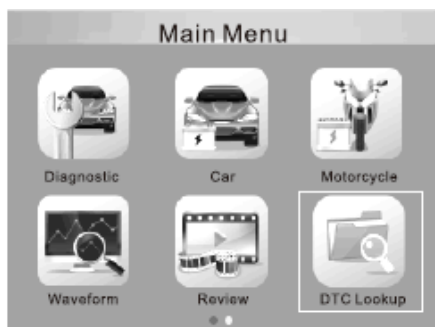 Main Menu
Diagnostic Car Motorcycle
Waveform Review DTC Lookup